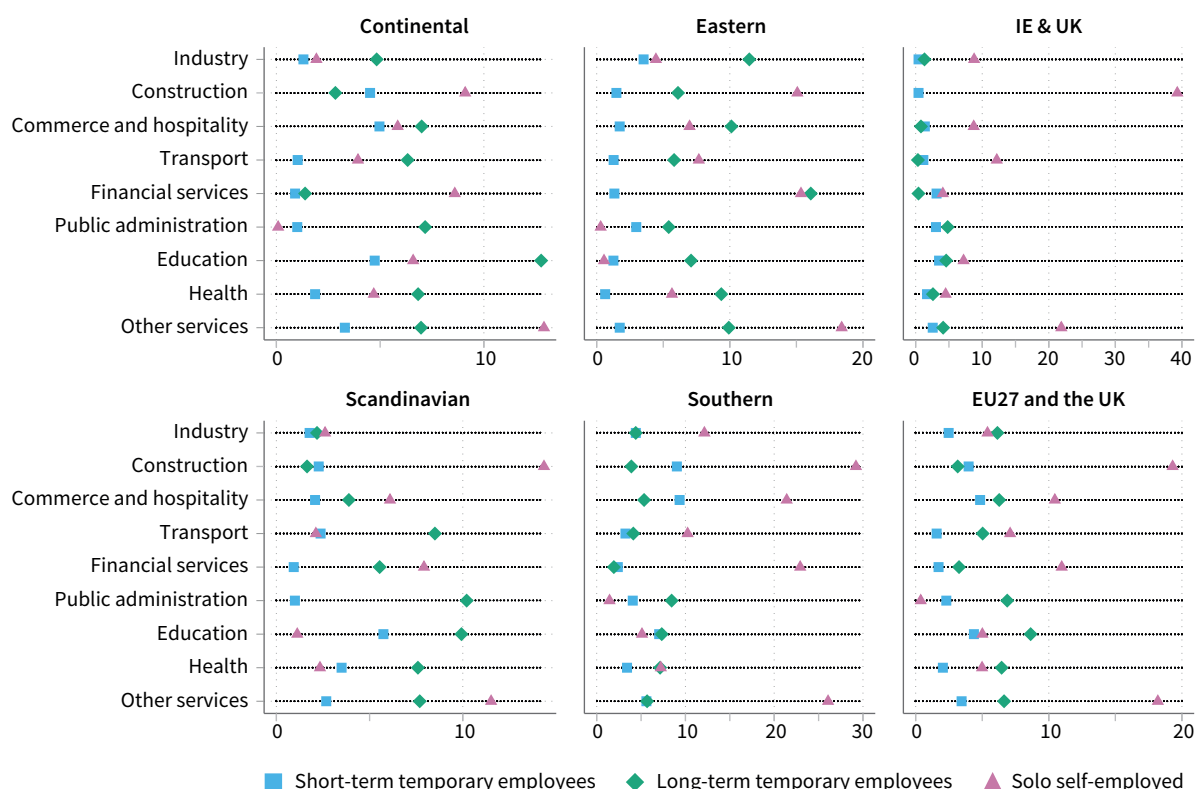 Continental Eastern IE & UK
Industry
Construction
Commerce and hospitality
Transport
Financial services
Public administration
Education
Health
Other services
0 10 0 10 20 0 10 20 30 40
Scandinavian Southern EU27 and the UK
Industry
Construction
Commerce and hospitality
Transport
Financial services
Public administration
Education
Health
Other services
0 10 0 10 20 30 0 10 20
Short-term temporary employees Long-term temporary employees Solo self-employed